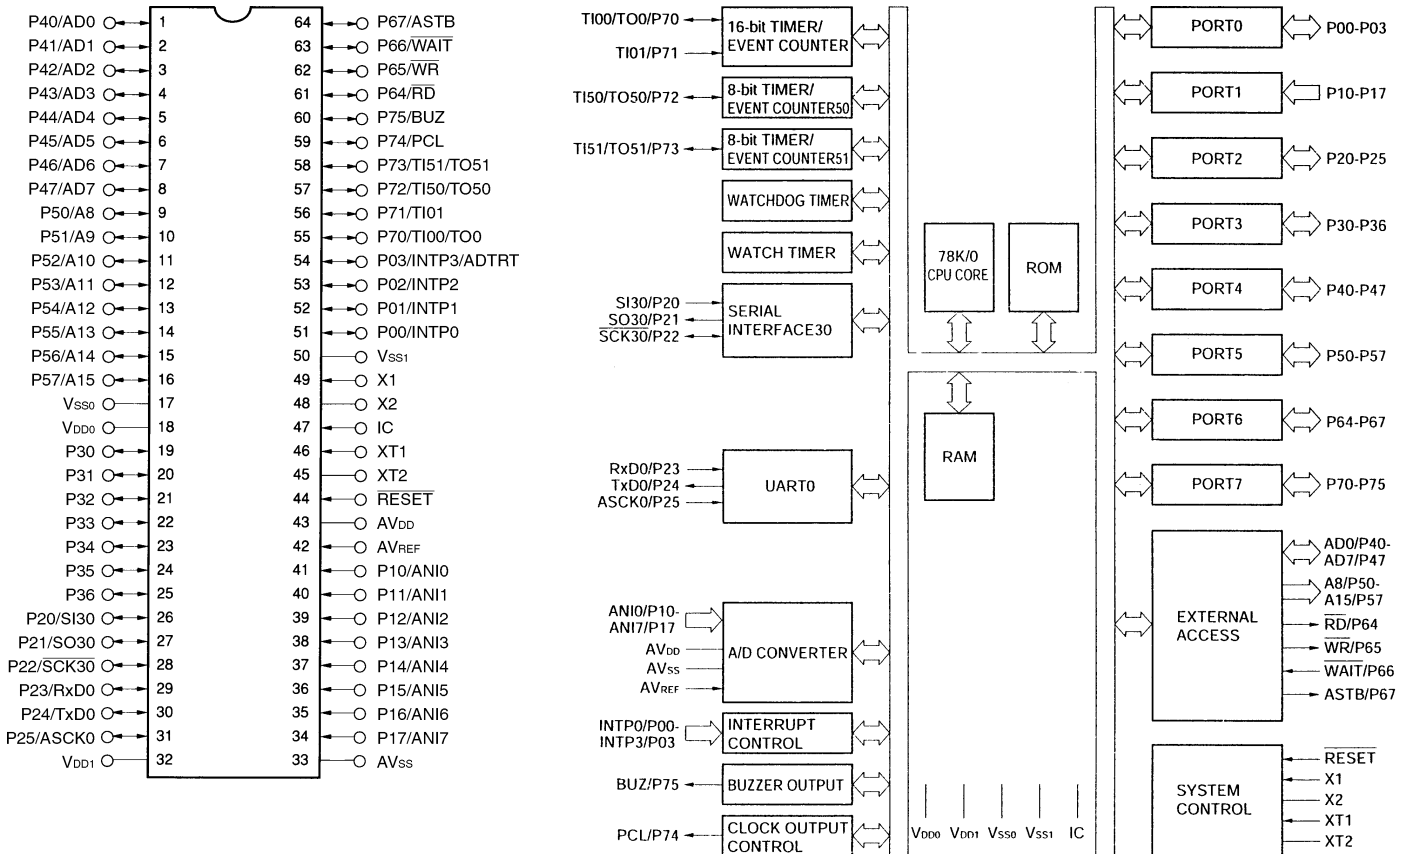 P40/AD0 1 64 P67/ASTB
P41/AD1 2 63 P66/WAIT
P42/AD2 3 62 P65/WR
P43/AD3 4 61 P64/RD
P44/AD4 5 60 P75/BUZ
P45/AD5 6 59 P74/PCL
P46/AD6 7 58 P73/TI51/TO51
P47/AD7 8 57 P72/TI50/TO50
P50/A8 9 56 P71/TI01
P51/A9 10 55 P70/TI00/TO0
P52/A10 11 54 P03/INTP3/ADTRT
P53/A11 12 53 P02/INTP2
P54/A12 13 52 P01/INTP1
P55/A13 14 51 P00/INTP0
P56/A14 15 50 VSS1
P57/A15 16 49 X1
VSS0 17 48 X2
VDD0 18 47 IC
P30 19 46 XT1
P31 20 45 XT2
P32 21 44 RESET
P33 22 43 AVDD
P34 23 42 AVREF
P35 24 41 P10/ANI0
P36 25 40 P11/ANI1
P20/SI30 26 39 P12/ANI2
P21/SO30 27 38 P13/ANI3
P22/SCK30 28 37 P14/ANI4
P23/RxD0 29 36 P15/ANI5
P24/TxD0 30 35 P16/ANI6
P25/ASCK0 31 34 P17/ANI7
VDD1 32 33 AVSS
TI00/TO0/P70
TI01/P71
16-bit TIMER/
EVENT COUNTER
TI50/TO50/P72
8-bit TIMER/
EVENT COUNTER50
TI51/TO51/P73
8-bit TIMER/
EVENT COUNTER51
WATCHDOG TIMER
WATCH TIMER
SI30/P20
SO30/P21
SCK30/P22
SERIAL
INTERFACE30
RxD0/P23
TxD0/P24
ASCK0/P25
UART0
ANI0/P10-
ANI7/P17
AVDD
AVSS
AVREF
A/D CONVERTER
INTP0/P00-
INTP3/P03
INTERRUPT
CONTROL
BUZ/P75
BUZZER OUTPUT
PCL/P74
CLOCK OUTPUT
CONTROL
78K/0
CPU CORE
ROM
RAM
VDD0 VDD1 VSS0 VSS1 IC
PORT0 P00-P03
PORT1 P10-P17
PORT2 P20-P25
PORT3 P30-P36
PORT4 P40-P47
PORT5 P50-P57
PORT6 P64-P67
PORT7 P70-P75
EXTERNAL
ACCESS
AD0/P40-
AD7/P47
A8/P50-
A15/P57
RD/P64
WR/P65
WAIT/P66
ASTB/P67
SYSTEM
CONTROL
RESET
X1
X2
XT1
XT2